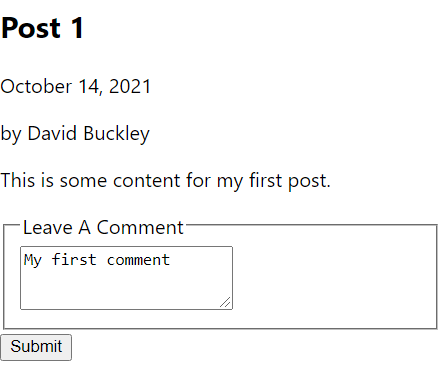 Post 1
October 14, 2021
by David Buckley
This is some content for my first post.
Leave A Comment
My first comment
Submit